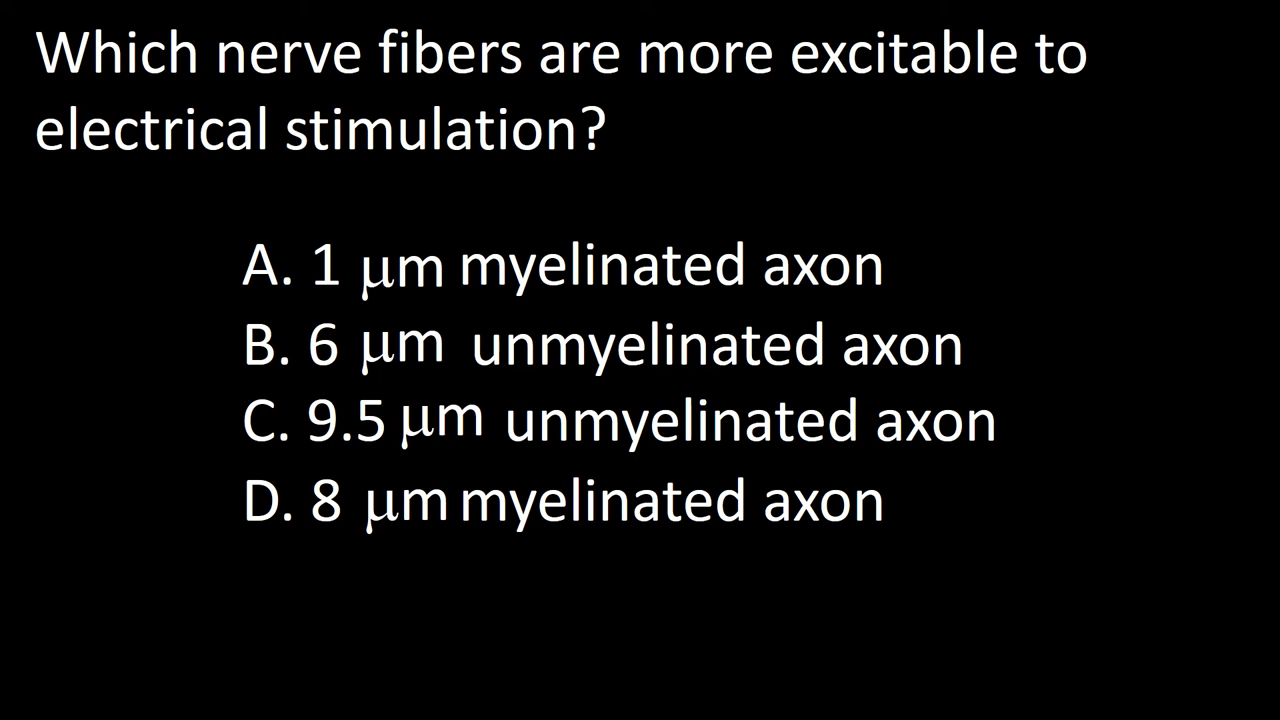 Which nerve fibers are more excitable to
electrical stimulation?
A. 1 μm myelinated axon
B. 6 μm unmyelinated axon
C. 9.5 μm unmyelinated axon
D. 8 μm myelinated axon